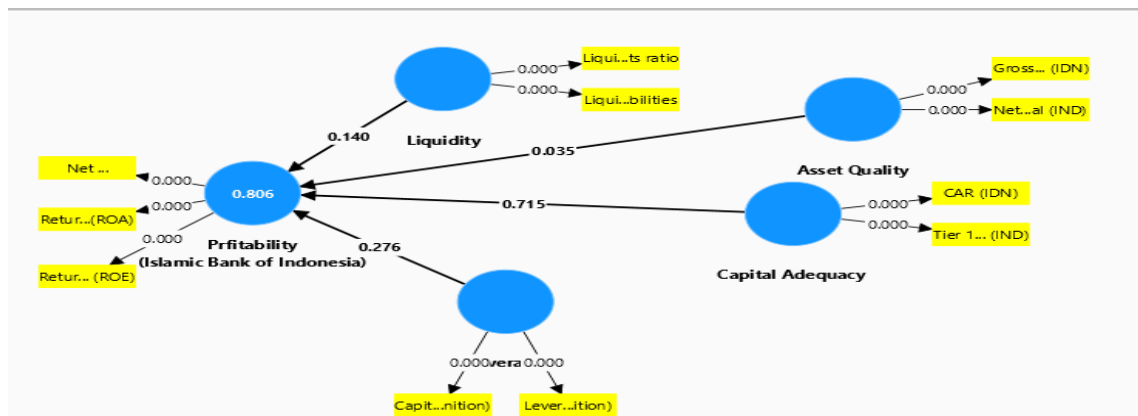 Liqui...ts ratio
0.000
0.000
Liqui...bilities
Liquidity
0.140
Gross... (IDN)
0.000
0.000
Net...al (IND)
Asset Quality
0.035
Net ...
0.000
0.806
0.000
Retur...(ROA)
0.000
Retur... (ROE)
Prfitability
(Islamic Bank of Indonesia)
0.715
CAR (IDN)
0.000
0.000
Tier 1... (IND)
Capital Adequacy
0.276
0.000
vera
0.000
Capit...nition)
Lever...ition)